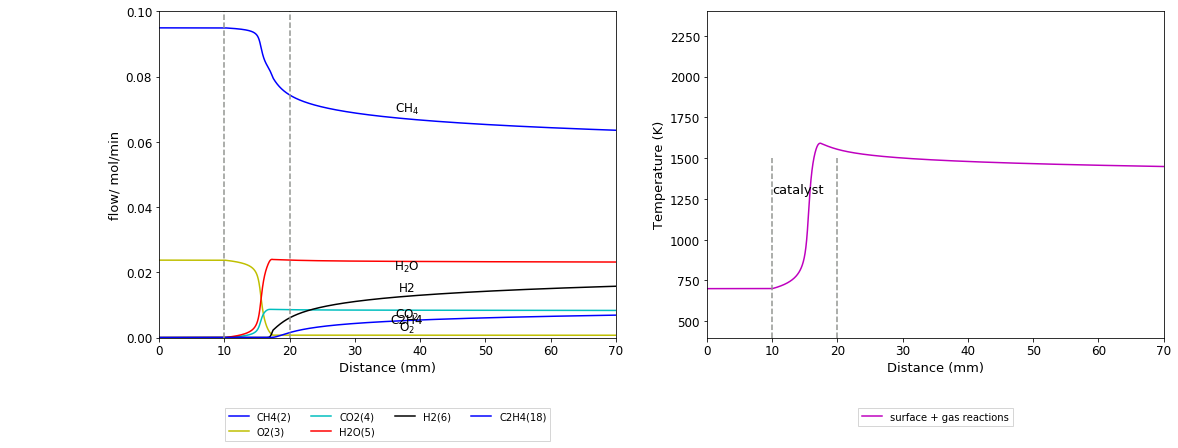 0.10
0.08
0.06
0.04
0.02
0.00
flow/ mol/min
CH₄
H₂O
H2
CO₂
C2H4
O₂
0 10 20 30 40 50 60 70
Distance (mm)
CH4(2) CO2(4) H2(6) C2H4(18)
O2(3) H2O(5)
2250
2000
1750
1500
1250
1000
750
500
Temperature (K)
catalyst
0 10 20 30 40 50 60 70
Distance (mm)
surface + gas reactions